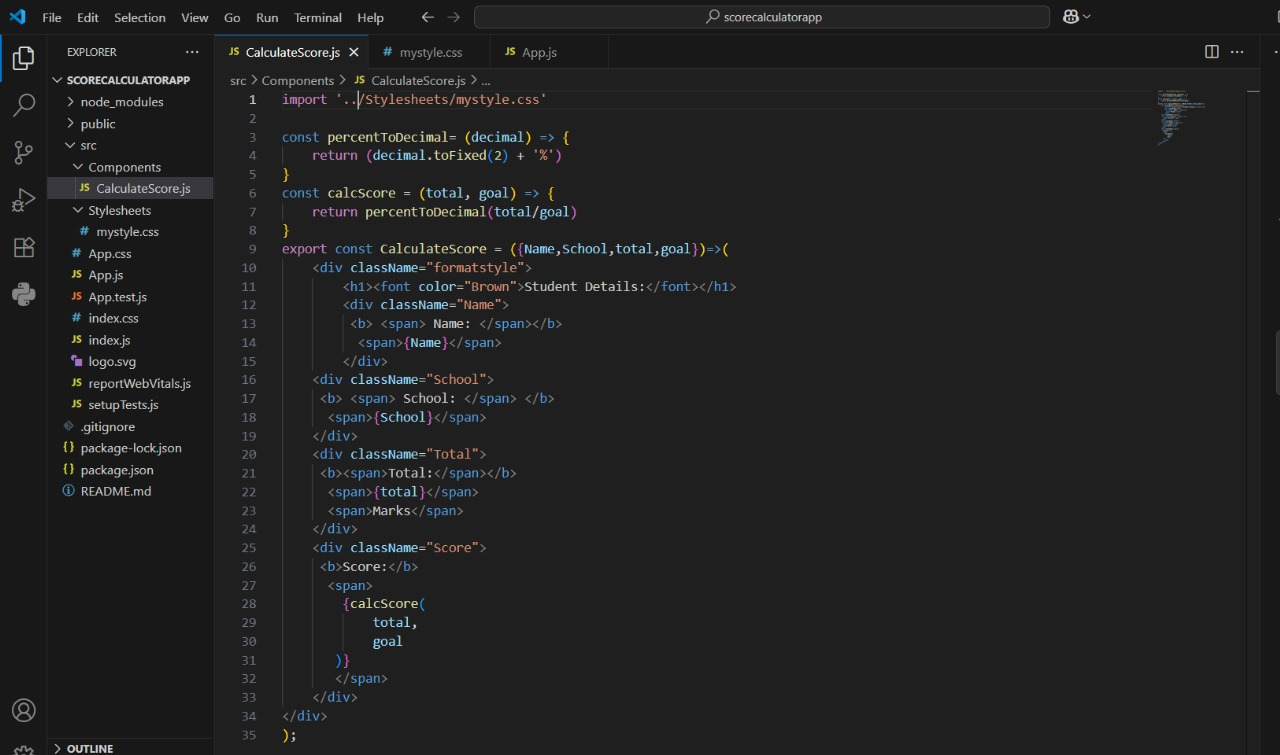 File Edit Selection View Go Run Terminal Help
scorecalculatorapp
EXPLORER
SCORECALCULATORAPP
node_modules
public
src
Components
JS CalculateScore.js
Stylesheets
# mystyle.css
# App.css
JS App.js
JS App.test.js
# index.css
JS index.js
logo.svg
JS reportWebVitals.js
JS setupTests.js
.gitignore
{} package-lock.json
{} package.json
README.md
OUTLINE
JS CalculateScore.js # mystyle.css JS App.js
src > Components > JS CalculateScore.js > ...
1 import '../Stylesheets/mystyle.css'
2
3 const percentToDecimal= (decimal) => {
4 return (decimal.toFixed(2) + '%')
5 }
6 const calcScore = (total, goal) => {
7 return percentToDecimal(total/goal)
8 }
9 export const CalculateScore = ({Name,School,total,goal})=>(
10 <div className="formatstyle">
11 <h1><font color="Brown">Student Details:</font></h1>
12 <div className="Name">
13 <b> <span> Name: </span></b>
14 <span>{Name}</span>
15 </div>
16 <div className="School">
17 <b> <span> School: </span> </b>
18 <span>{School}</span>
19 </div>
20 <div className="Total">
21 <b><span>Total:</span></b>
22 <span>{total}</span>
23 <span>Marks</span>
24 </div>
25 <div className="Score">
26 <b>Score:</b>
27 <span>
28 {calcScore(
29 total,
30 goal
31 )}
32 </span>
33 </div>
34 </div>
35 );